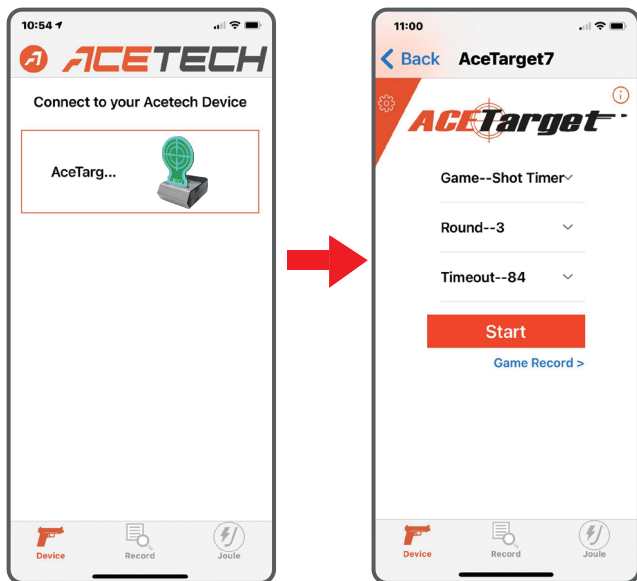 10:54
ACETECH
Connect to your Acetech Device
AceTarg...
Device
Record
Joule
11:00
Back
AceTarget7
ACETarget
Game--Shot Timer
Round--3
Timeout--84
Start
Game Record >
Device
Record
Joule